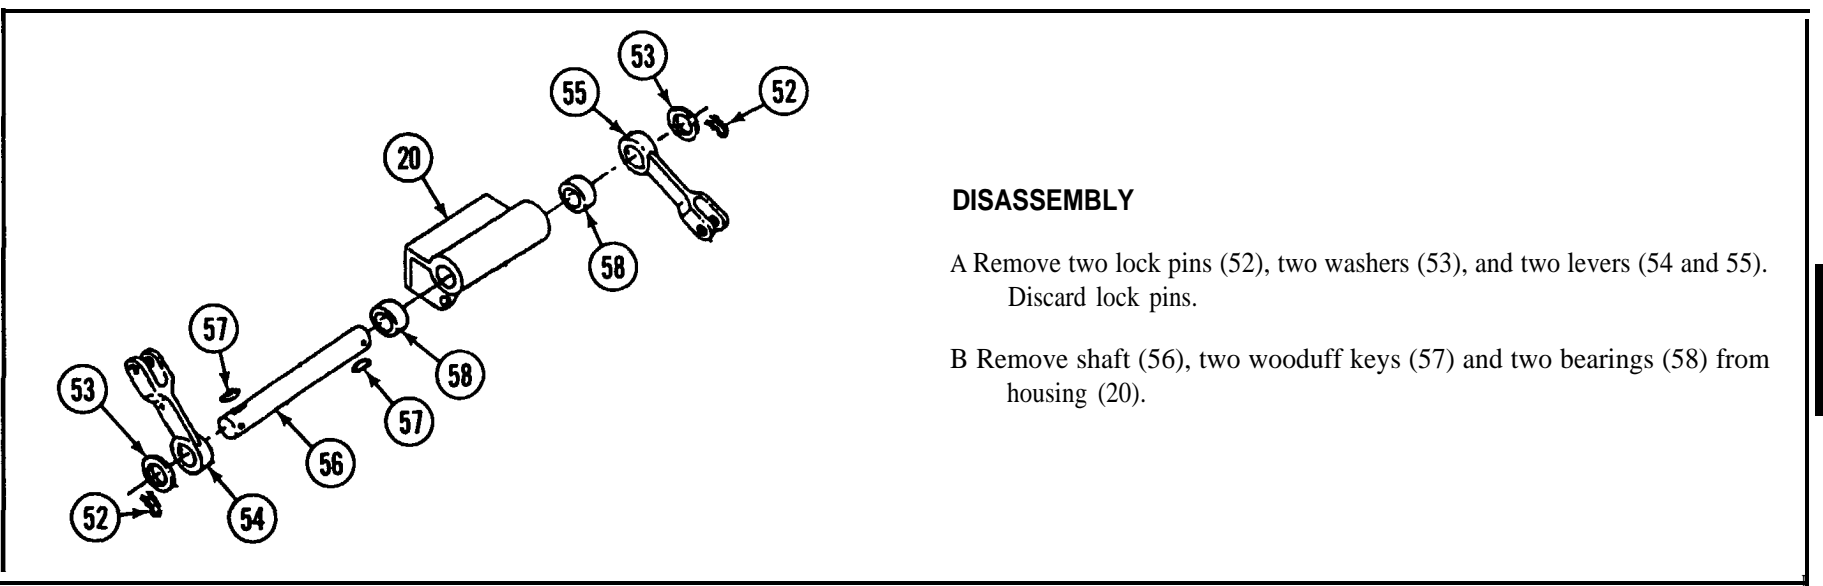 53
55
52
20
58
57
58
53
57
56
52
54
DISASSEMBLY
A Remove two lock pins (52), two washers (53), and two levers (54 and 55).
Discard lock pins.
B Remove shaft (56), two wooduff keys (57) and two bearings (58) from
housing (20).